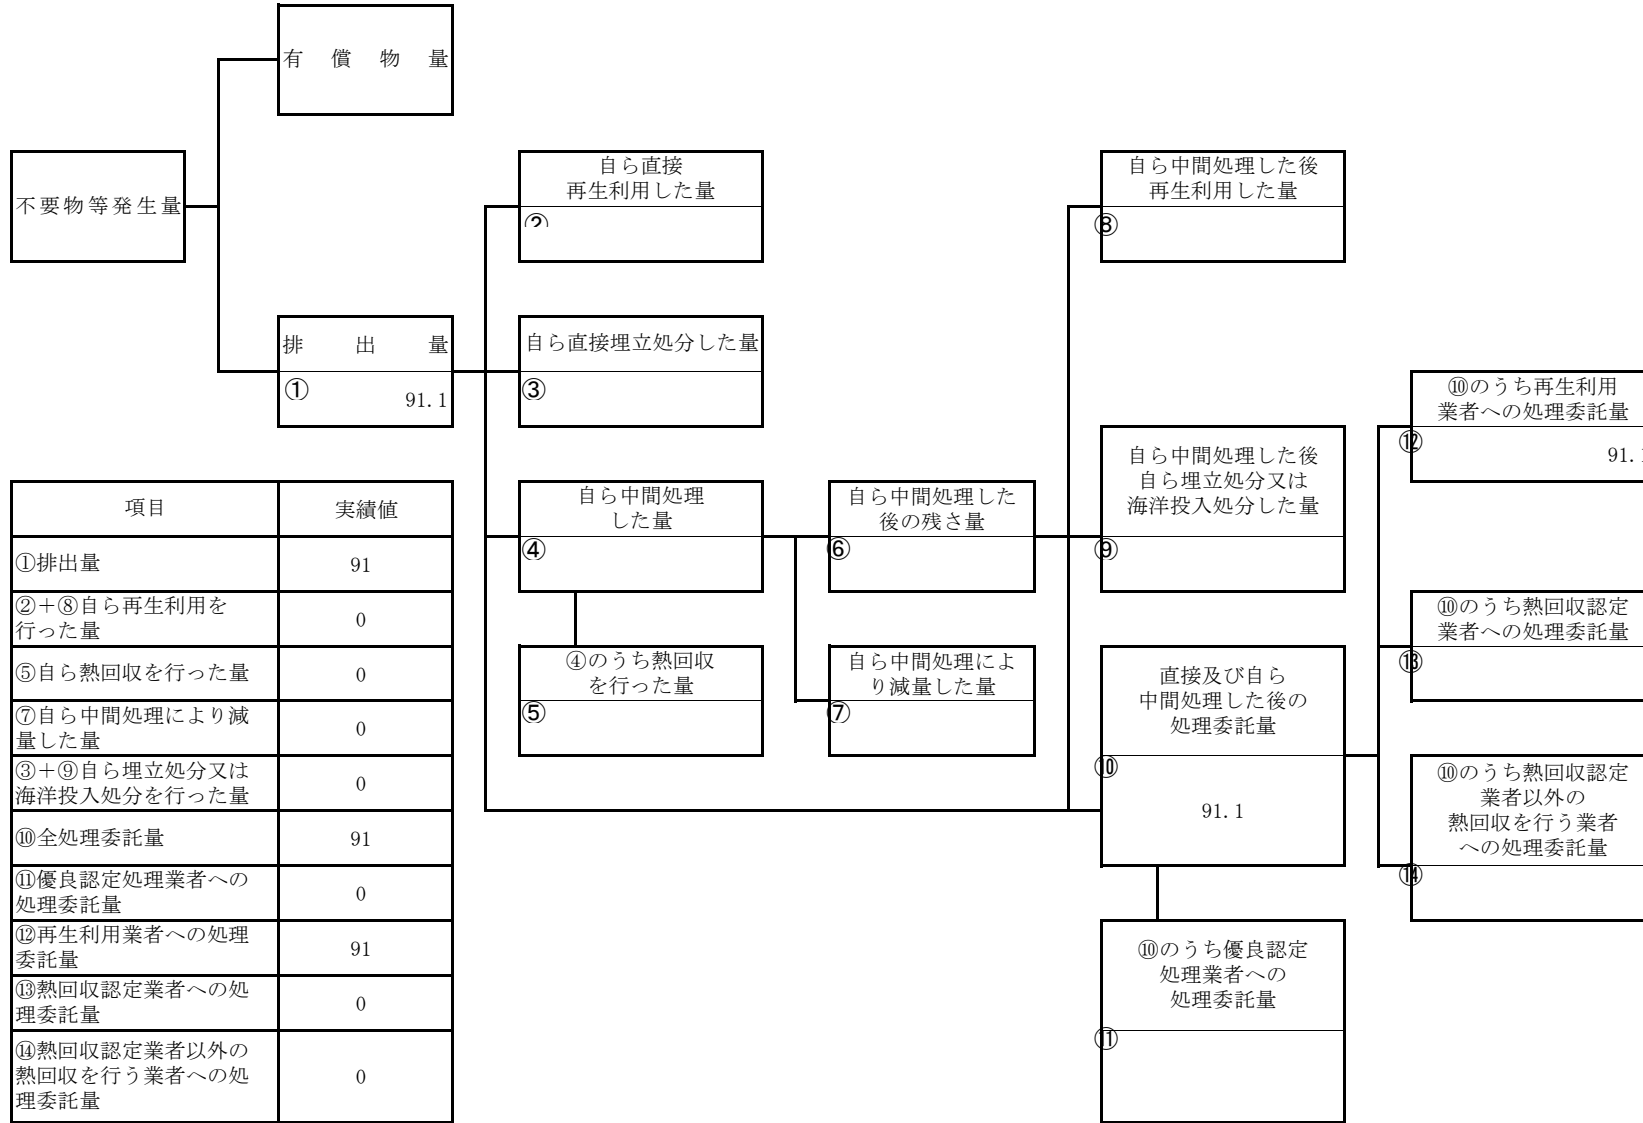 有償物量
不要物等発生量
自ら直接
再生利用した量
②
自ら中間処理した後
再生利用した量
⑧
排出量
①
91.1
自ら直接埋立処分した量
③
⑩のうち再生利用
業者への処理委託量
⑫
91.1
自ら中間処理した後
自ら埋立処分又は
海洋投入処分した量
⑨
自ら中間処理
した量
④
自ら中間処理した
後の残さ量
⑥
⑩のうち熱回収認定
業者への処理委託量
⑬
④のうち熱回収
を行った量
⑤
自ら中間処理によ
り減量した量
⑦
直接及び自ら
中間処理した後の
処理委託量
⑩
91.1
⑩のうち熱回収認定
業者以外の
熱回収を行う業者
への処理委託量
⑭
⑩のうち優良認定
処理業者への
処理委託量
⑪
項目 実績値
①排出量 91
②+⑧自ら再生利用を
行った量 0
⑤自ら熱回収を行った量 0
⑦自ら中間処理により減
量した量 0
③+⑨自ら埋立処分又は
海洋投入処分を行った量 0
⑩全処理委託量 91
⑪優良認定処理業者への
処理委託量 0
⑫再生利用業者への処理
委託量 91
⑬熱回収認定業者への処
理委託量 0
⑭熱回収認定業者以外の
熱回収を行う業者への処
理委託量 0